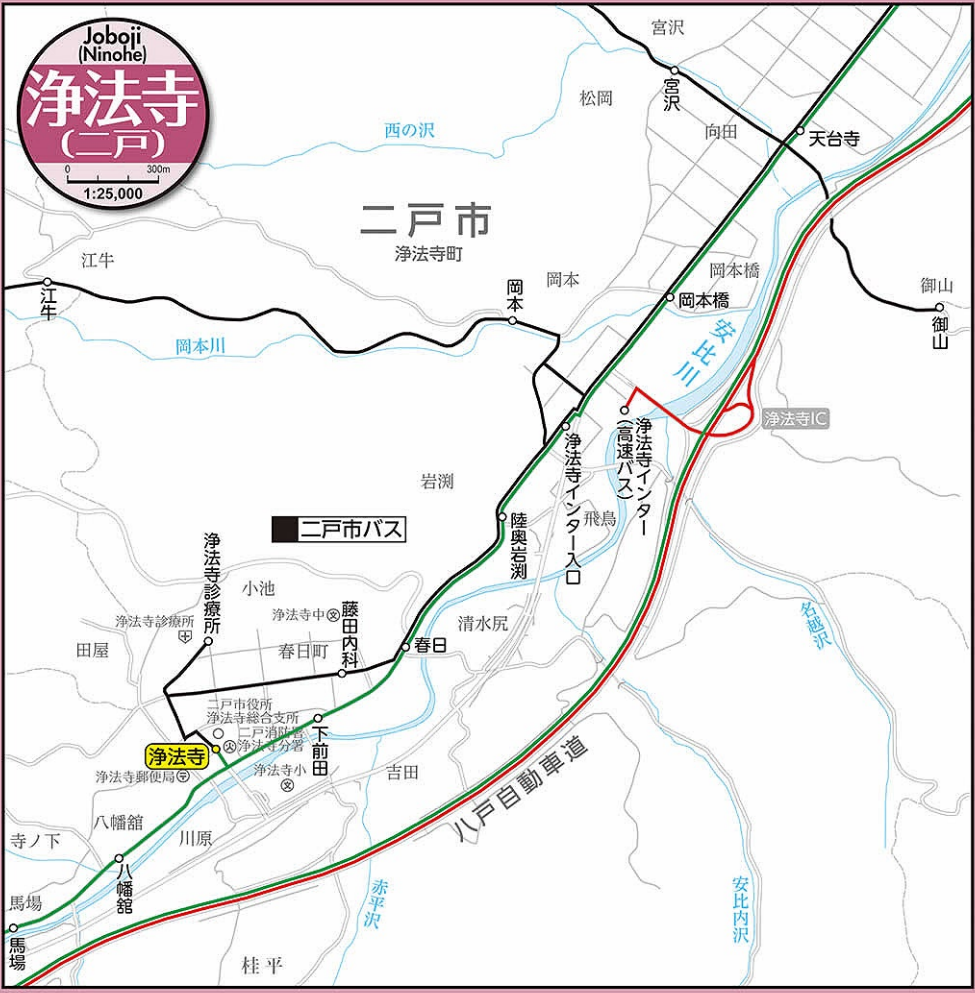 Joboji
(Ninohe)
浄法寺
(二戸)
0 300m
1:25,000
宮沢
宮沢
松岡
向田
天台寺
西の沢
二戸市
浄法寺町
江牛
江牛
岡本
岡本
岡本橋
岡本橋
御山
御山
岡本川
安比川
浄法寺IC
浄法寺インター
(高速バス)
浄法寺インター入口
岩渕
飛鳥
陸奥岩渕
二戸市バス
浄法寺診療所
小池
浄法寺診療所
浄法寺中
藤田内科
清水尻
名越沢
田屋
春日町
春日
二戸市役所
浄法寺総合支所
二戸消防署
浄法寺分署
下前田
浄法寺
浄法寺郵便局
浄法寺小
吉田
八戸自動車道
八幡舘
寺ノ下
川原
八幡舘
馬場
馬場
赤平沢
安比内沢
桂平